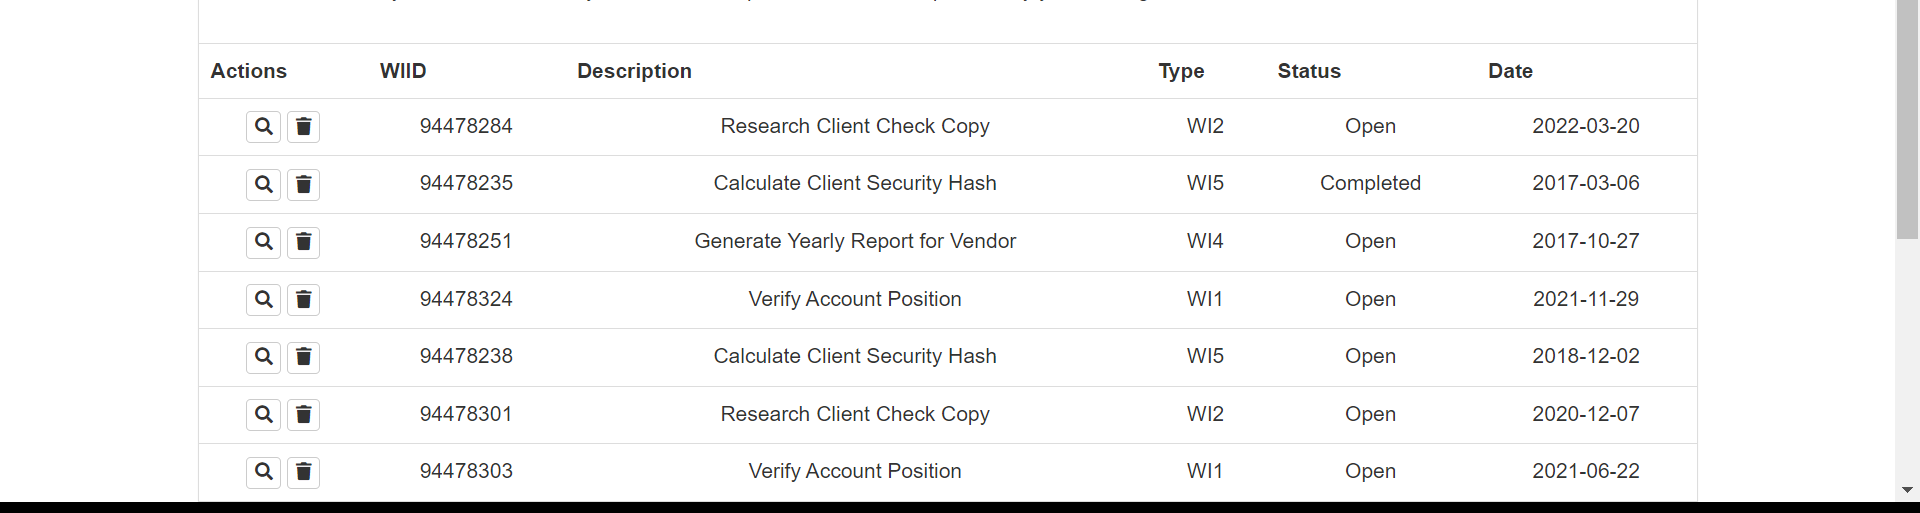 Actions WIID Description Type Status Date
94478284 Research Client Check Copy WI2 Open 2022-03-20
94478235 Calculate Client Security Hash WI5 Completed 2017-03-06
94478251 Generate Yearly Report for Vendor WI4 Open 2017-10-27
94478324 Verify Account Position WI1 Open 2021-11-29
94478238 Calculate Client Security Hash WI5 Open 2018-12-02
94478301 Research Client Check Copy WI2 Open 2020-12-07
94478303 Verify Account Position WI1 Open 2021-06-22